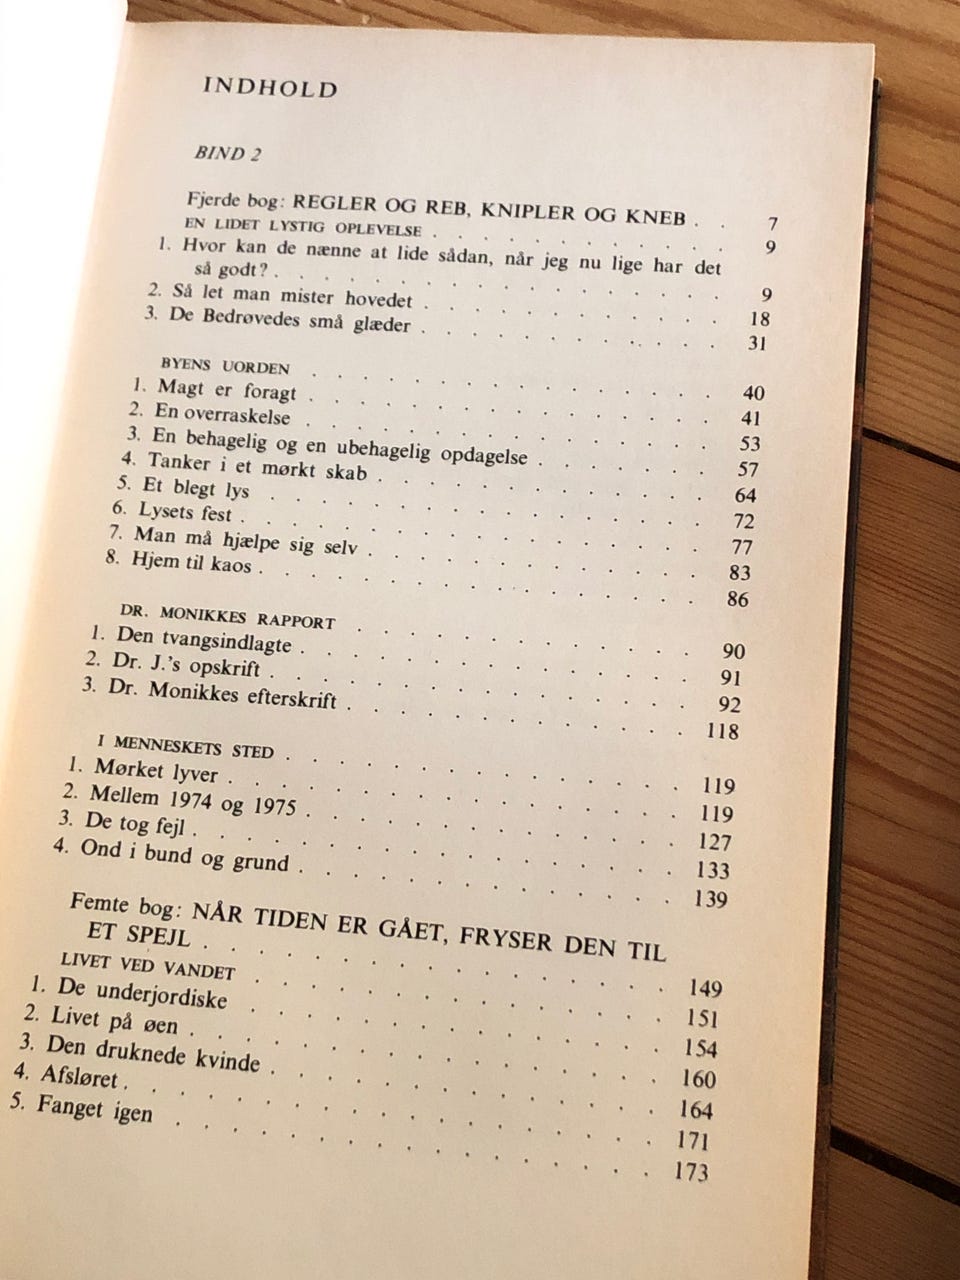 INDHOLD
BIND 2
Fjerde bog: REGLER OG REB, KNIPLER OG KNEB . . 7
EN LIDET LYSTIG OPLEVELSE . . . . . . . . . . . . 9
1. Hvor kan de nænne at lide sådan, når jeg nu lige har det
så godt? . . . . . . . . . . . . . . . . . . 9
2. Så let man mister hovedet . . . . . . . . . . . . 18
3. De Bedrøvedes små glæder . . . . . . . . . . . . 31
BYENS UORDEN . . . . . . . . . . . . . . . . 40
1. Magt er foragt . . . . . . . . . . . . . . . . 41
2. En overraskelse . . . . . . . . . . . . . . . . 53
3. En behagelig og en ubehagelig opdagelse . . . . . . . 57
4. Tanker i et mørkt skab . . . . . . . . . . . . . 64
5. Et blegt lys . . . . . . . . . . . . . . . . . 72
6. Lysets fest . . . . . . . . . . . . . . . . . . 77
7. Man må hjælpe sig selv . . . . . . . . . . . . . 83
8. Hjem til kaos . . . . . . . . . . . . . . . . . 86
DR. MONIKKES RAPPORT . . . . . . . . . . . . . 90
1. Den tvangsindlagte . . . . . . . . . . . . . . . 91
2. Dr. J.'s opskrift . . . . . . . . . . . . . . . . 92
3. Dr. Monikkes efterskrift . . . . . . . . . . . . . 118
I MENNESKETS STED . . . . . . . . . . . . . . . 119
1. Mørket lyver . . . . . . . . . . . . . . . . . 119
2. Mellem 1974 og 1975 . . . . . . . . . . . . . . 127
3. De tog fejl . . . . . . . . . . . . . . . . . . 133
4. Ond i bund og grund . . . . . . . . . . . . . . 139
Femte bog: NÅR TIDEN ER GÅET, FRYSER DEN TIL
ET SPEJL . . . . . . . . . . . . . . . . . . 149
LIVET VED VANDET . . . . . . . . . . . . . . . 151
1. De underjordiske . . . . . . . . . . . . . . . . 154
2. Livet på øen . . . . . . . . . . . . . . . . . 160
3. Den druknede kvinde . . . . . . . . . . . . . . 164
4. Afsløret . . . . . . . . . . . . . . . . . . . 171
5. Fanget igen . . . . . . . . . . . . . . . . . . 173